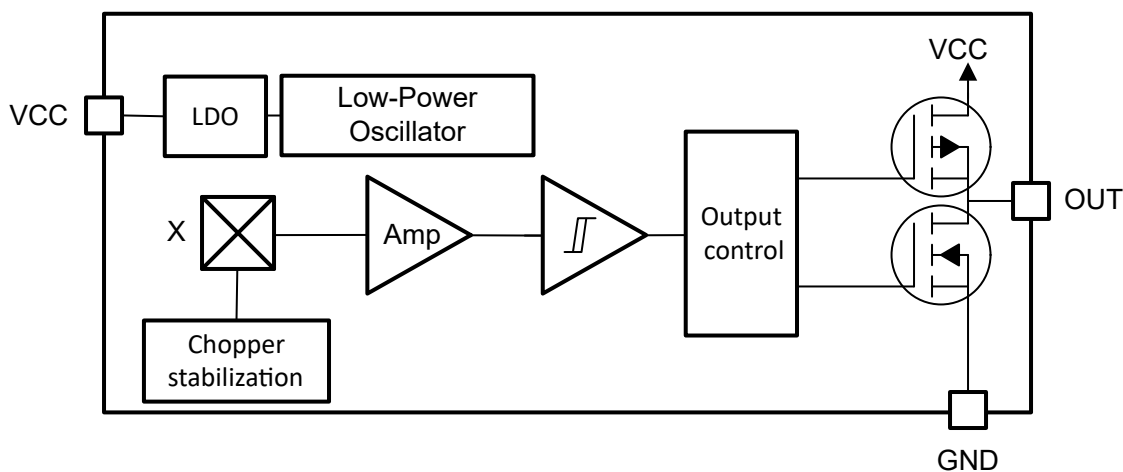 VCC
VCC
LDO
Low-Power
Oscillator
X
Amp
Output
control
OUT
Chopper
stabilization
GND